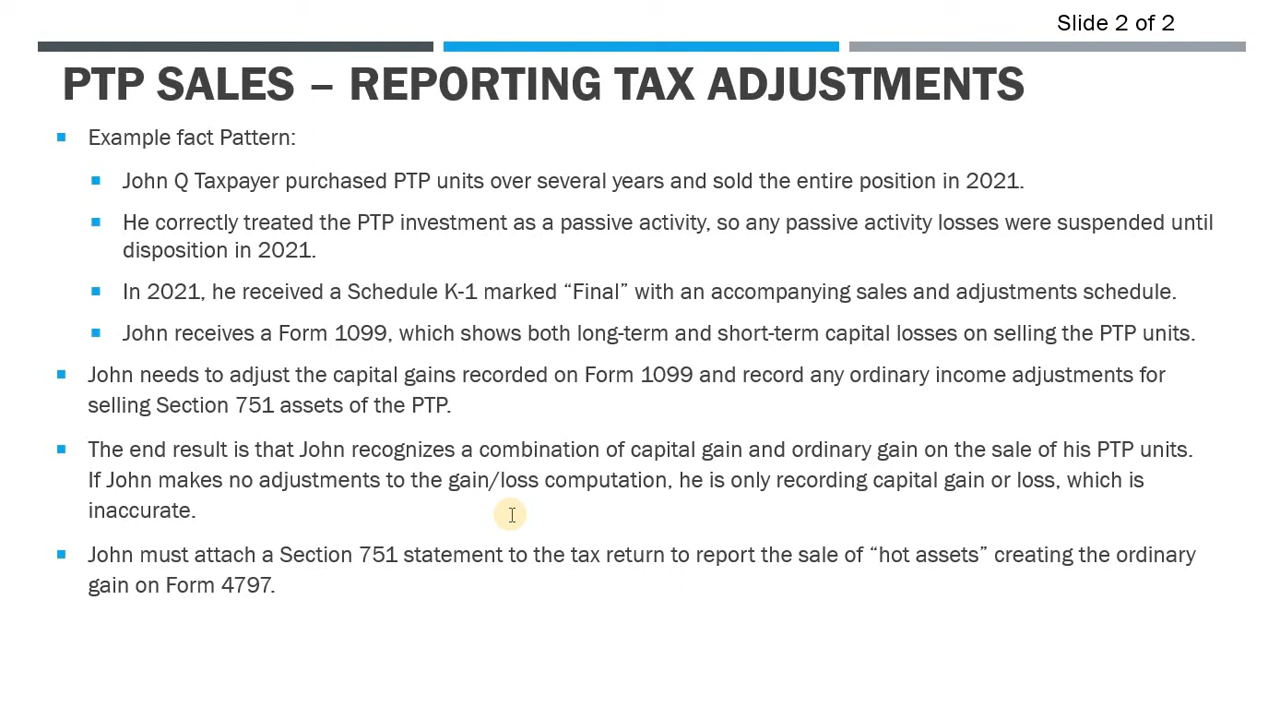 Slide 2 of 2
PTP SALES – REPORTING TAX ADJUSTMENTS
Example fact Pattern:
John Q Taxpayer purchased PTP units over several years and sold the entire position in 2021.
He correctly treated the PTP investment as a passive activity, so any passive activity losses were suspended until
disposition in 2021.
In 2021, he received a Schedule K-1 marked “Final” with an accompanying sales and adjustments schedule.
John receives a Form 1099, which shows both long-term and short-term capital losses on selling the PTP units.
John needs to adjust the capital gains recorded on Form 1099 and record any ordinary income adjustments for
selling Section 751 assets of the PTP.
The end result is that John recognizes a combination of capital gain and ordinary gain on the sale of his PTP units.
If John makes no adjustments to the gain/loss computation, he is only recording capital gain or loss, which is
inaccurate.
John must attach a Section 751 statement to the tax return to report the sale of “hot assets” creating the ordinary
gain on Form 4797.